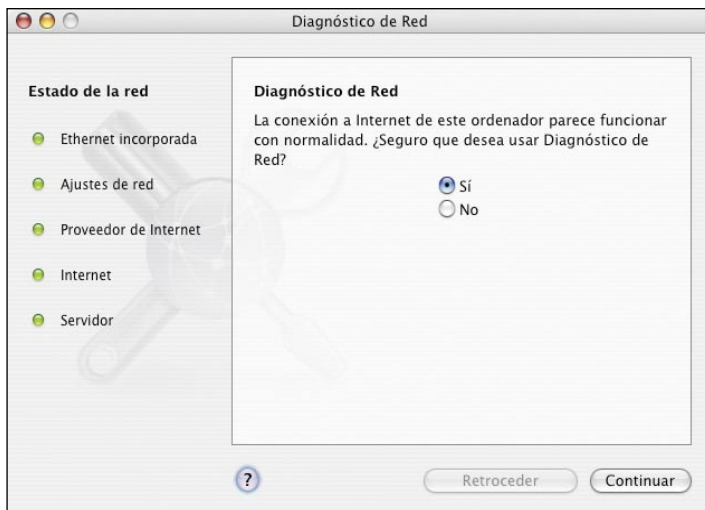 Diagnóstico de Red
Estado de la red
Ethernet incorporada
Ajustes de red
Proveedor de Internet
Internet
Servidor
Diagnóstico de Red
La conexión a Internet de este ordenador parece funcionar
con normalidad. ¿Seguro que desea usar Diagnóstico de
Red?
Sí
No
?
Retroceder
Continuar